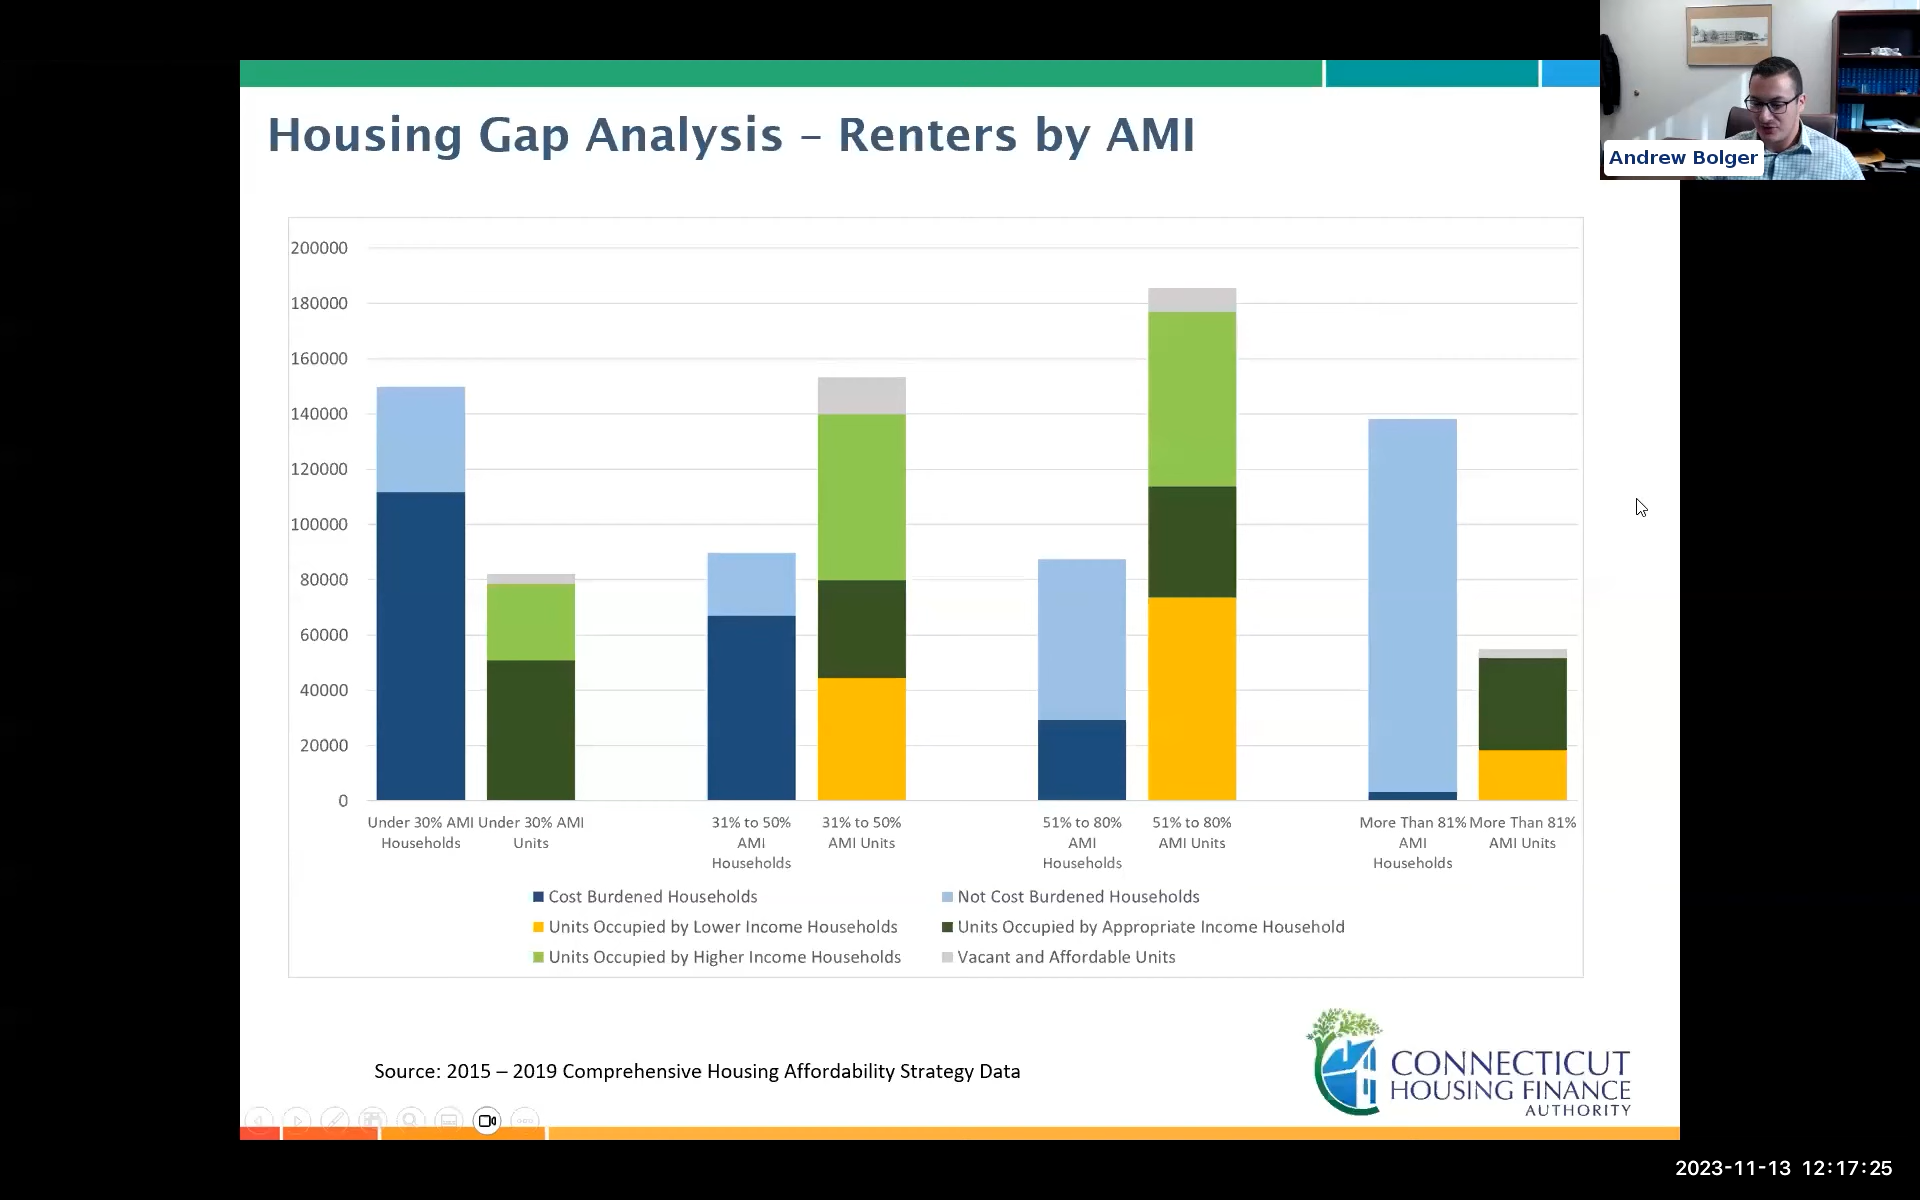 Housing Gap Analysis – Renters by AMI
Andrew Bolger
200000
180000
160000
140000
120000
100000
80000
60000
40000
20000
0
Under 30% AMI Households
Under 30% AMI Units
31% to 50% AMI Households
31% to 50% AMI Units
51% to 80% AMI Households
51% to 80% AMI Units
More Than 81% AMI Households
More Than 81% AMI Units
Cost Burdened Households
Not Cost Burdened Households
Units Occupied by Lower Income Households
Units Occupied by Appropriate Income Household
Units Occupied by Higher Income Households
Vacant and Affordable Units
Source: 2015 – 2019 Comprehensive Housing Affordability Strategy Data
CONNECTICUT
HOUSING FINANCE
AUTHORITY
2023-11-13 12:17:25